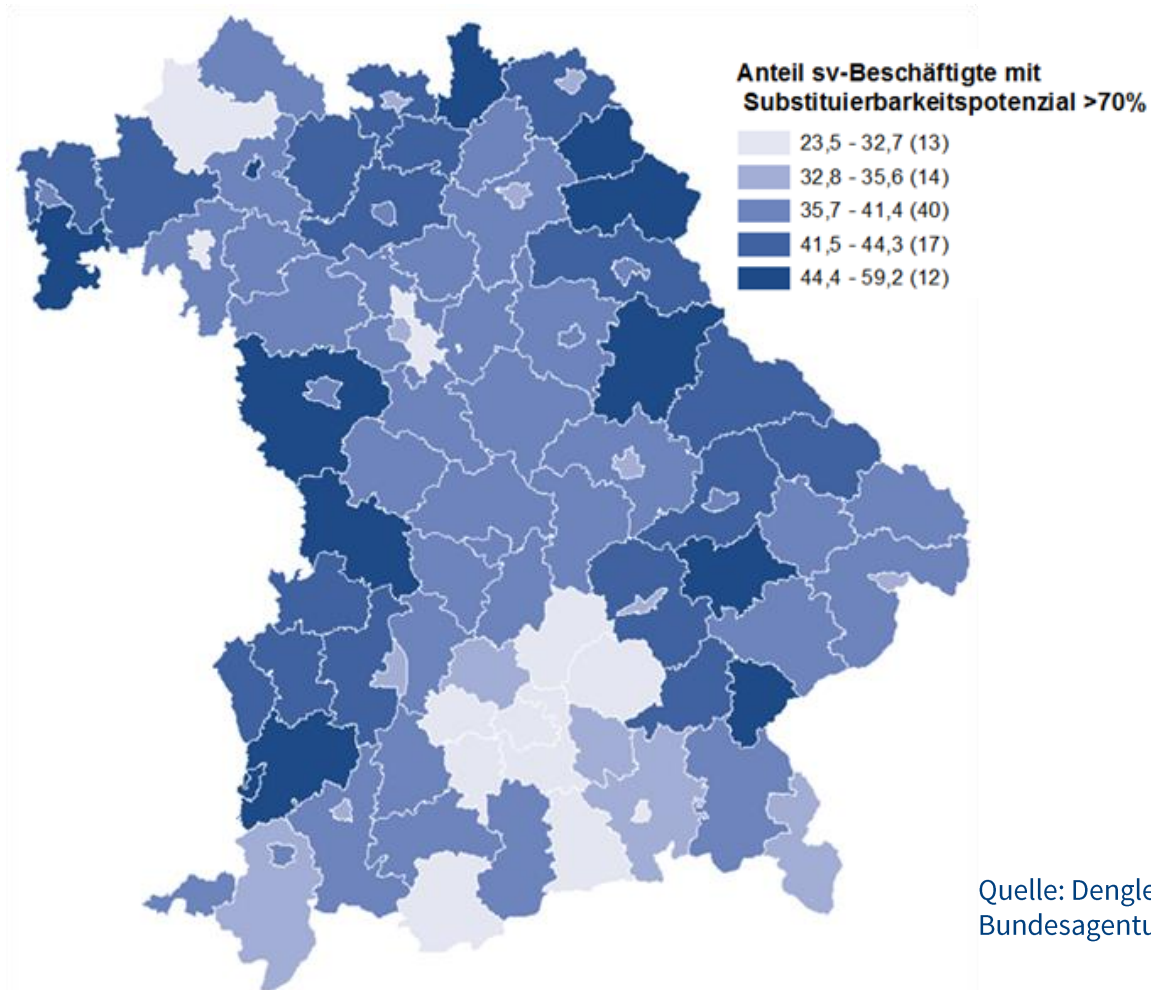 Anteil sv-Beschäftigte mit
Substituierbarkeitspotenzial >70%
23,5 - 32,7 (13)
32,8 - 35,6 (14)
35,7 - 41,4 (40)
41,5 - 44,3 (17)
44,4 - 59,2 (12)
Quelle: Dengle
Bundesagentu